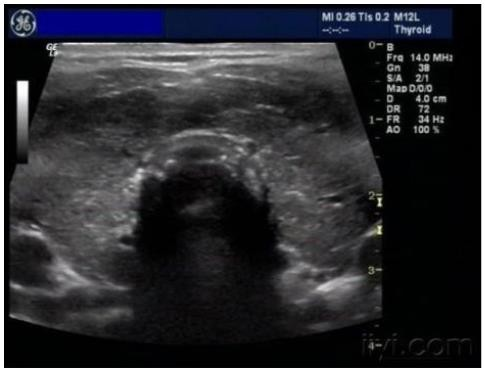 MI 0.26 TIs 0.2 M12L
--:--:-- Thyroid
GE
L5
0
B
Frq 14.0 MHz
Gn 38
S/A 2/1
Map D/0/0
D 4.0 cm
DR 72
FR 34 Hz
AO 100 %
1
2
3
4
iiyi.com